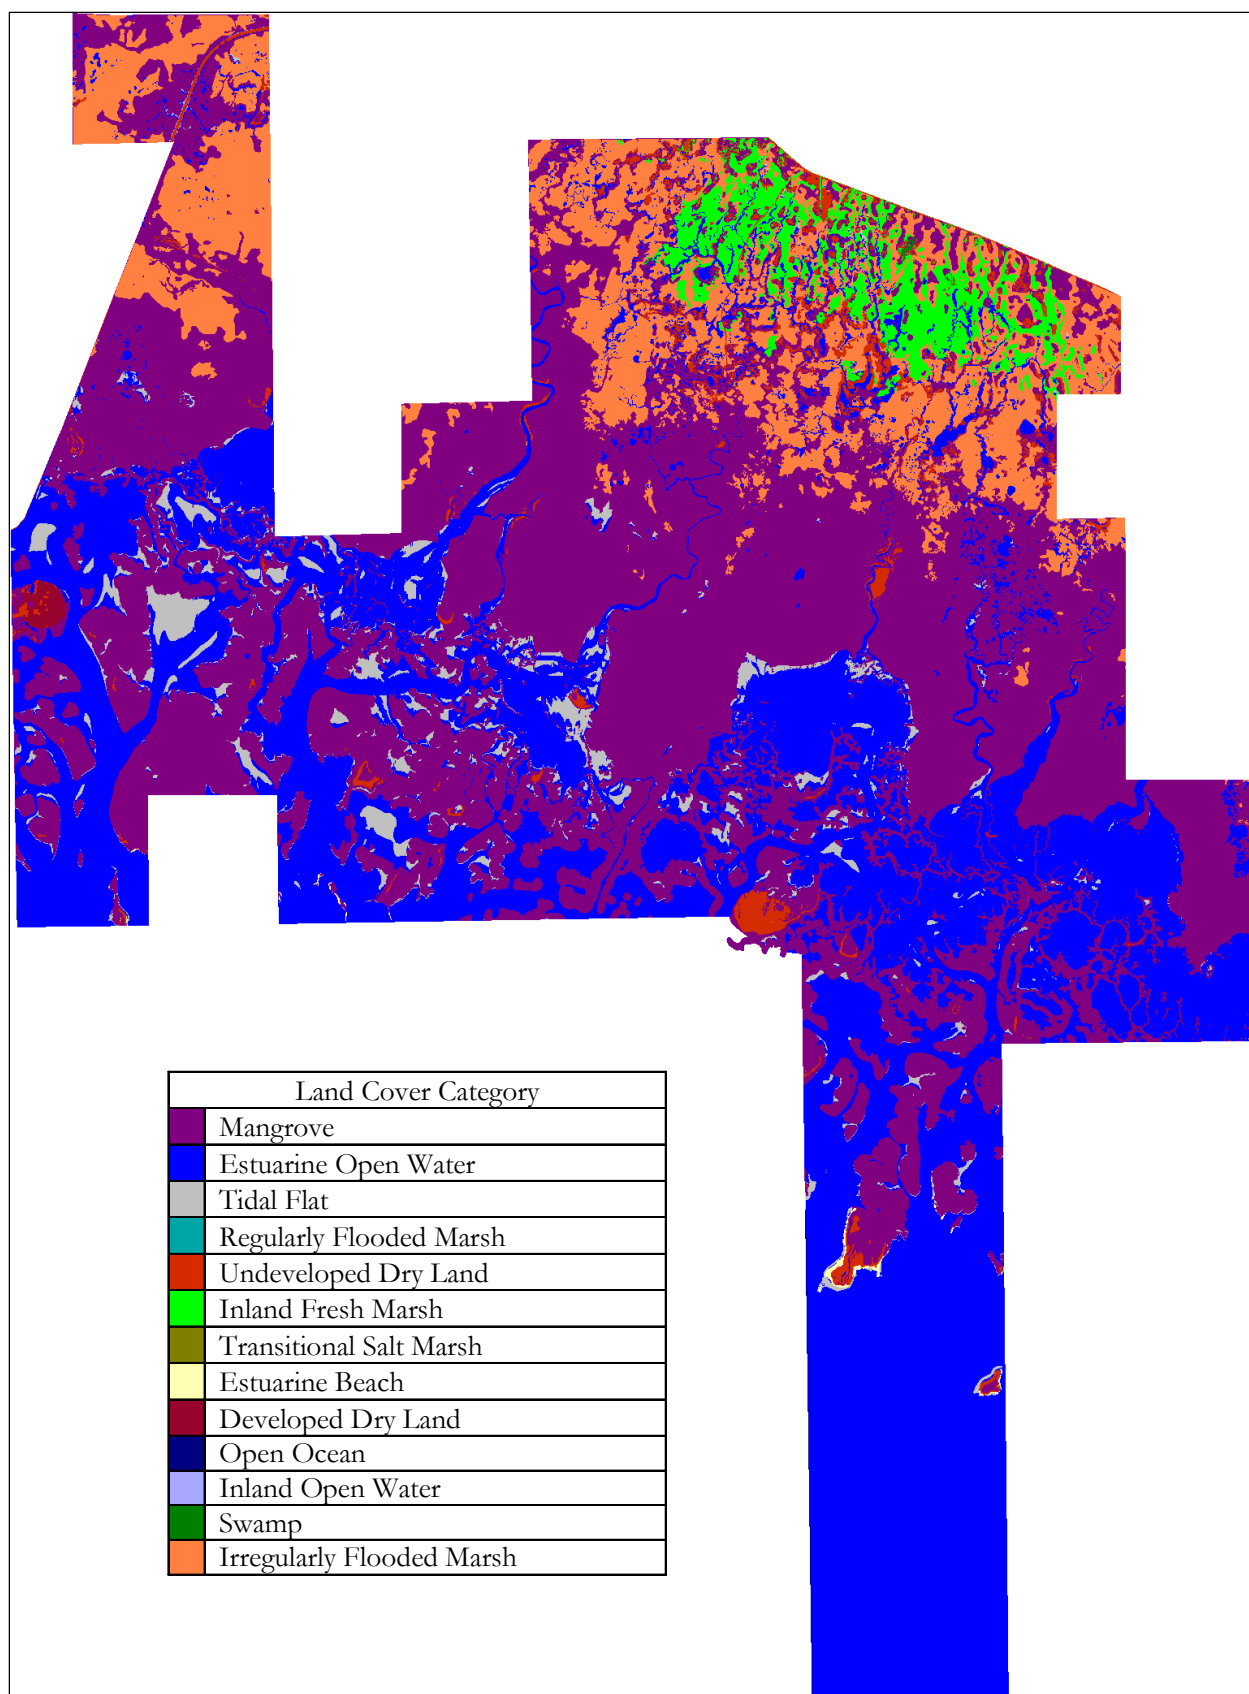 Land Cover Category
Mangrove
Estuarine Open Water
Tidal Flat
Regularly Flooded Marsh
Undeveloped Dry Land
Inland Fresh Marsh
Transitional Salt Marsh
Estuarine Beach
Developed Dry Land
Open Ocean
Inland Open Water
Swamp
Irregularly Flooded Marsh